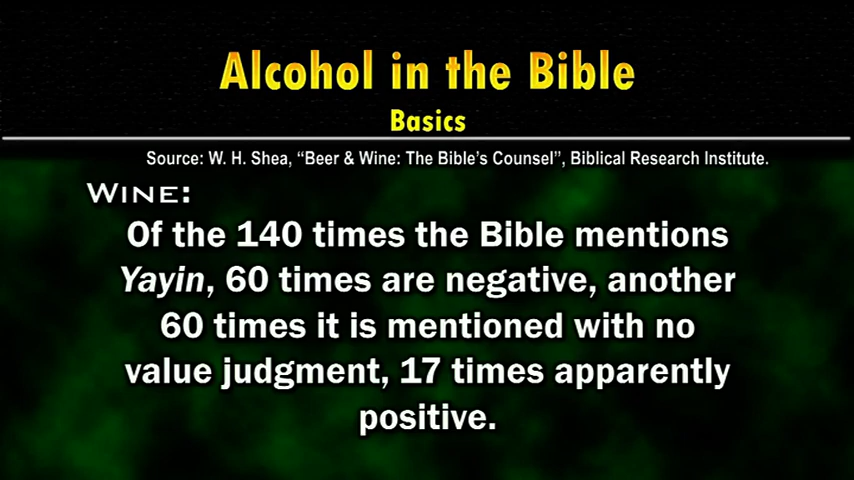 Alcohol in the Bible
Basics
Source: W. H. Shea, “Beer & Wine: The Bible’s Counsel”, Biblical Research Institute.
WINE:
Of the 140 times the Bible mentions
Yayin, 60 times are negative, another
60 times it is mentioned with no
value judgment, 17 times apparently
positive.